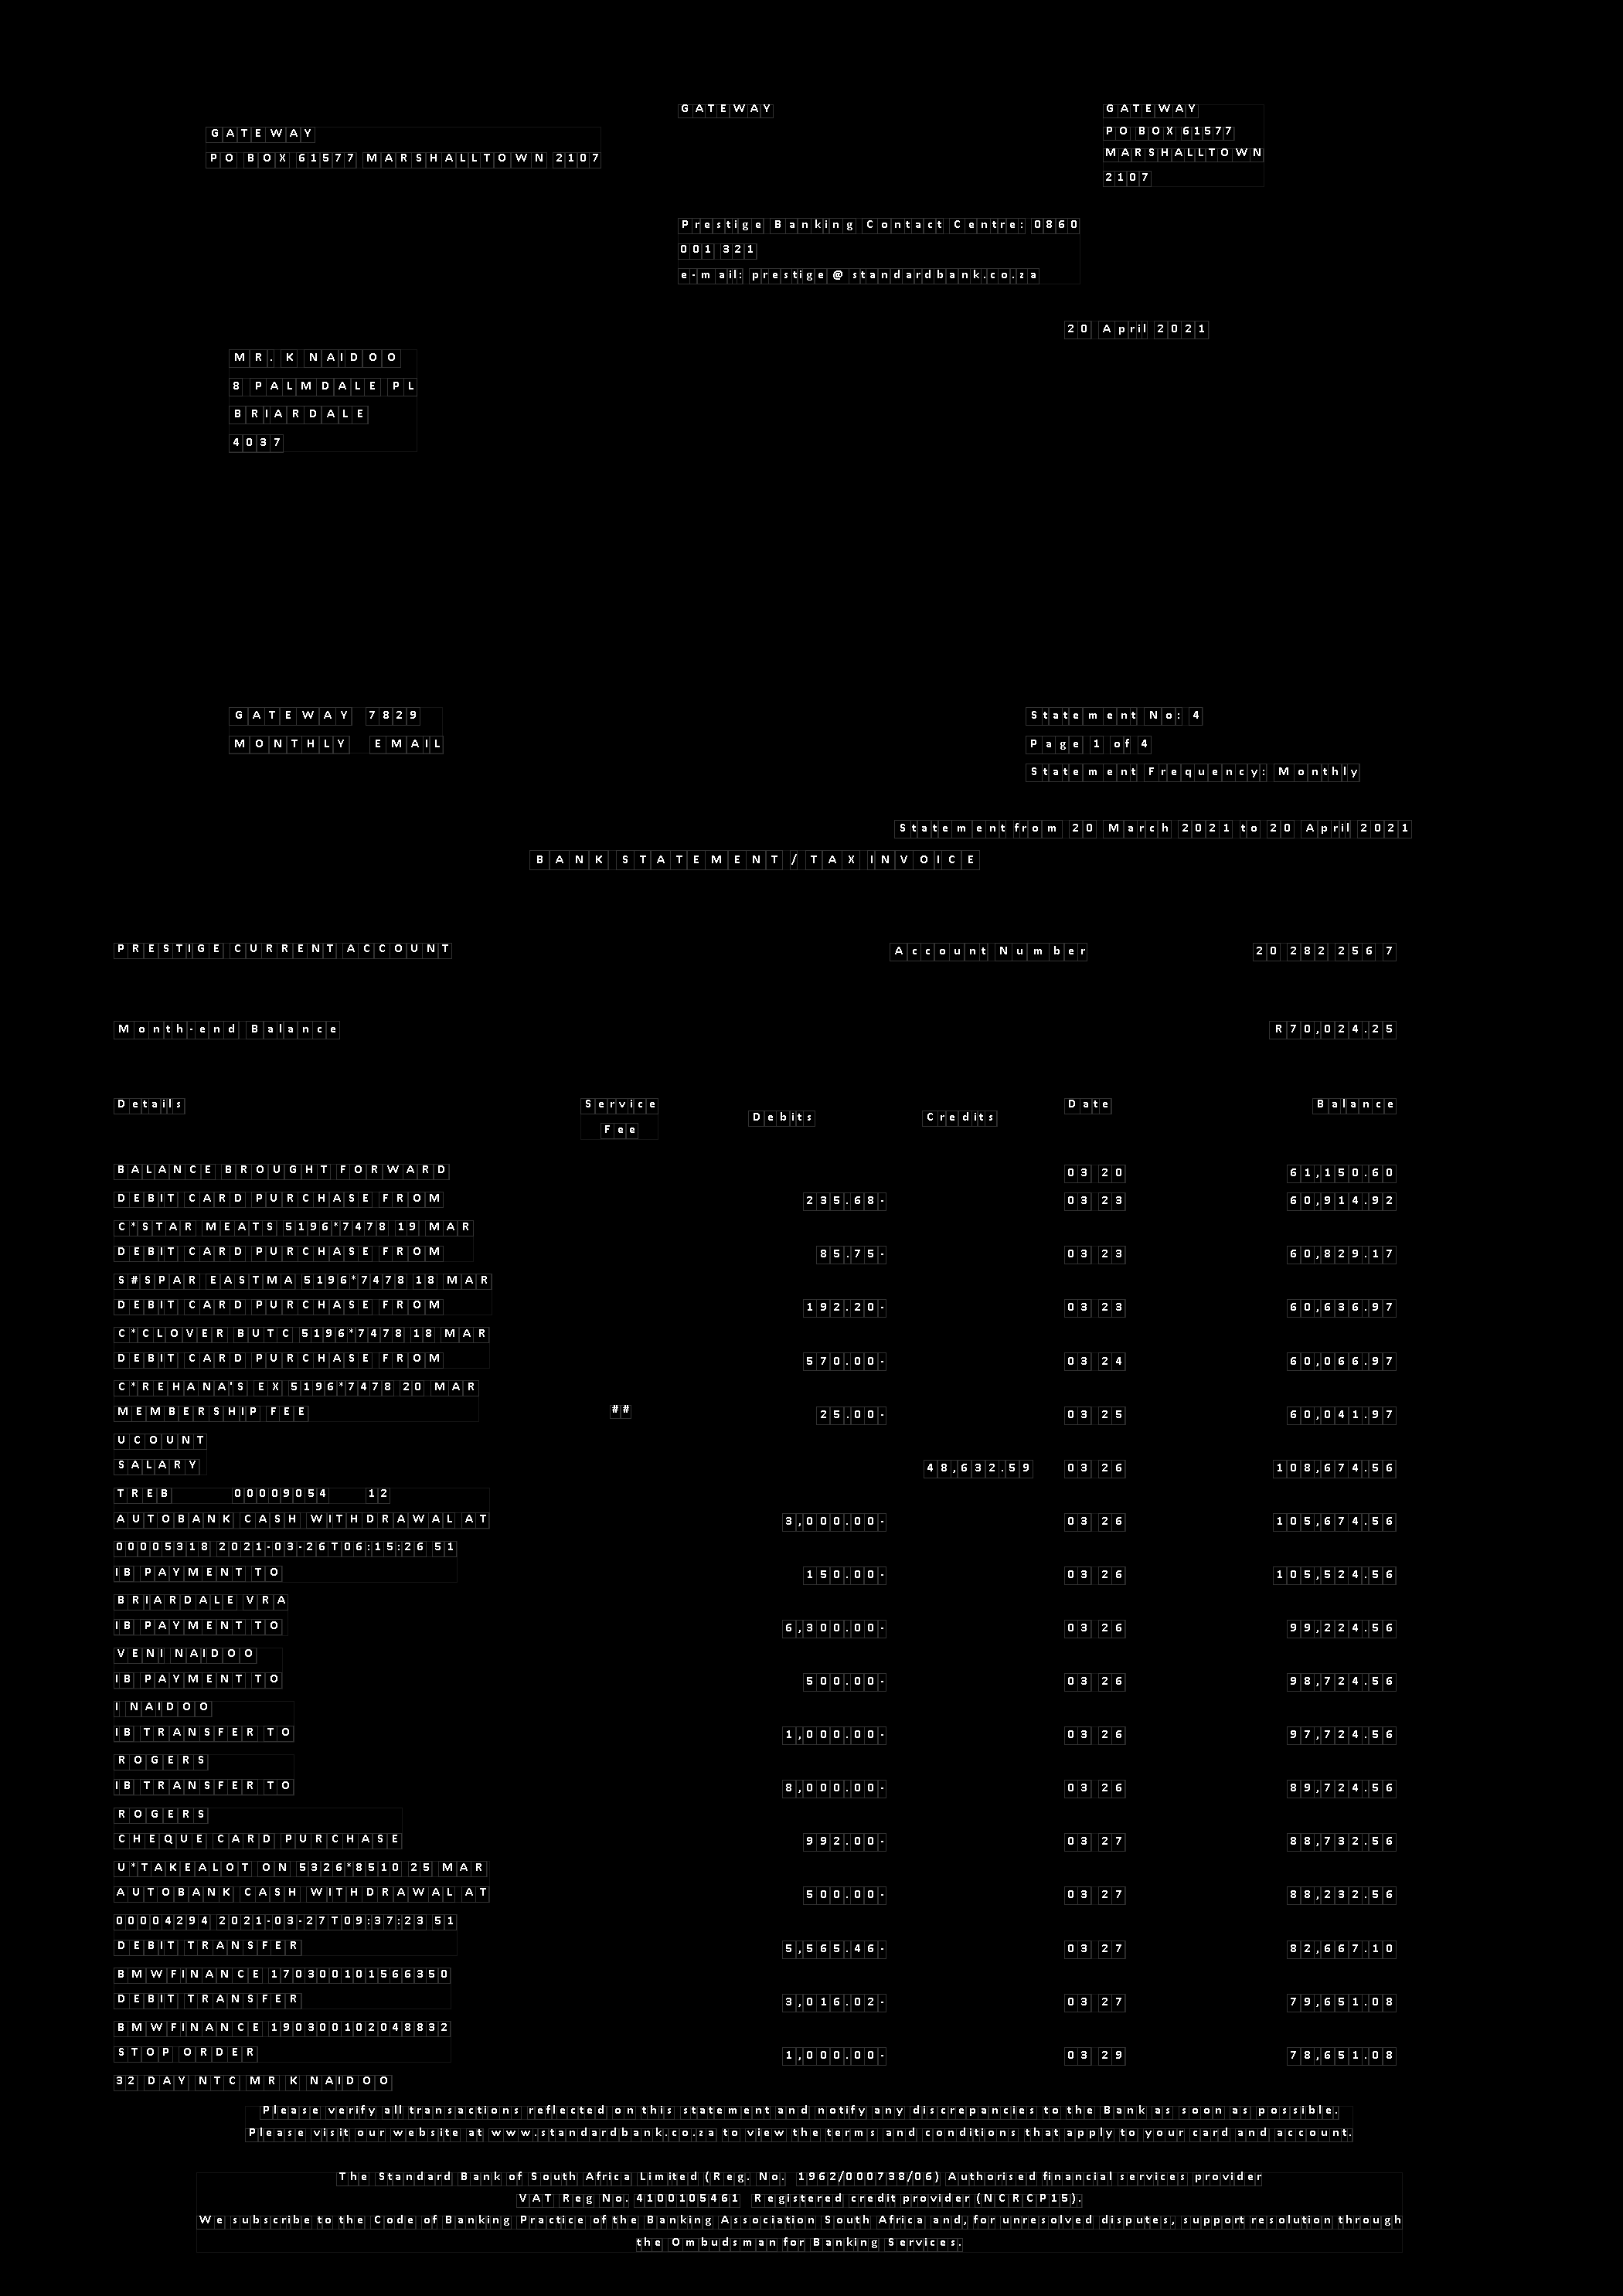 GATEWAY
GATEWAY
GATEWAY
PO BOX 61577 MARSHALLTOWN 2107
PO BOX 61577
MARSHALLTOWN
2107
Prestige Banking Contact Centre: 0860
001 321
e-mail: prestige@standardbank.co.za
20 April 2021
MR. K NAIDOO
8 PALMDALE PL
BRIARDALE
4037
GATEWAY 7829
Statement No: 4
MONTHLY EMAIL
Page 1 of 4
Statement Frequency: Monthly
Statement from 20 March 2021 to 20 April 2021
BANK STATEMENT / TAX INVOICE
PRESTIGE CURRENT ACCOUNT Account Number 20 282 256 7
Month-end Balance R70,024.25
Details Service Fee Debits Credits Date Balance
BALANCE BROUGHT FORWARD 03 20 61,150.60
DEBIT CARD PURCHASE FROM 235.68- 03 23 60,914.92
C*STAR MEATS 5196*7478 19 MAR
DEBIT CARD PURCHASE FROM 85.75- 03 23 60,829.17
S#SPAR EASTMA 5196*7478 18 MAR
DEBIT CARD PURCHASE FROM 192.20- 03 23 60,636.97
C*CLOVER BUTC 5196*7478 18 MAR
DEBIT CARD PURCHASE FROM 570.00- 03 24 60,066.97
C*REHANA'S EX 5196*7478 20 MAR
MEMBERSHIP FEE ## 25.00- 03 25 60,041.97
UCOUNT
SALARY 48,632.59 03 26 108,674.56
TREB 00009054 12
AUTOBANK CASH WITHDRAWAL AT 3,000.00- 03 26 105,674.56
00005318 2021-03-26T06:15:26 51
IB PAYMENT TO 150.00- 03 26 105,524.56
BRIARDALE VRA
IB PAYMENT TO 6,300.00- 03 26 99,224.56
VENI NAIDOO
IB PAYMENT TO 500.00- 03 26 98,724.56
I NAIDOO
IB TRANSFER TO 1,000.00- 03 26 97,724.56
ROGERS
IB TRANSFER TO 8,000.00- 03 26 89,724.56
ROGERS
CHEQUE CARD PURCHASE 992.00- 03 27 88,732.56
U*TAKEALOT ON 5326*8510 25 MAR
AUTOBANK CASH WITHDRAWAL AT 500.00- 03 27 88,232.56
00004294 2021-03-27T09:37:23 51
DEBIT TRANSFER 5,565.46- 03 27 82,667.10
BMWFINANCE 170300101566350
DEBIT TRANSFER 3,016.02- 03 27 79,651.08
BMWFINANCE 190300102048832
STOP ORDER 1,000.00- 03 29 78,651.08
32 DAY NTC MR K NAIDOO
Please verify all transactions reflected on this statement and notify any discrepancies to the Bank as soon as possible.
Please visit our website at www.standardbank.co.za to view the terms and conditions that apply to your card and account.
The Standard Bank of South Africa Limited (Reg. No. 1962/000738/06) Authorised financial services provider
VAT Reg No. 4100105461 Registered credit provider (NCRCP15).
We subscribe to the Code of Banking Practice of the Banking Association South Africa and, for unresolved disputes, support resolution through
the Ombudsman for Banking Services.